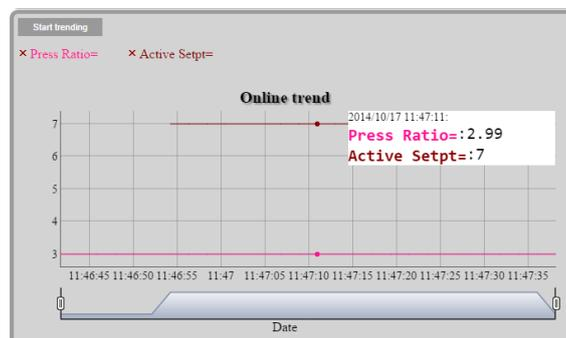 Start trending
× Press Ratio= × Active Setpt=
Online trend
2014/10/17 11:47:11:
Press Ratio=:2.99
Active Setpt=:7
7
6
5
4
3
11:46:45 11:46:50 11:46:55 11:47 11:47:05 11:47:10 11:47:15 11:47:20 11:47:25 11:47:30 11:47:35
Date